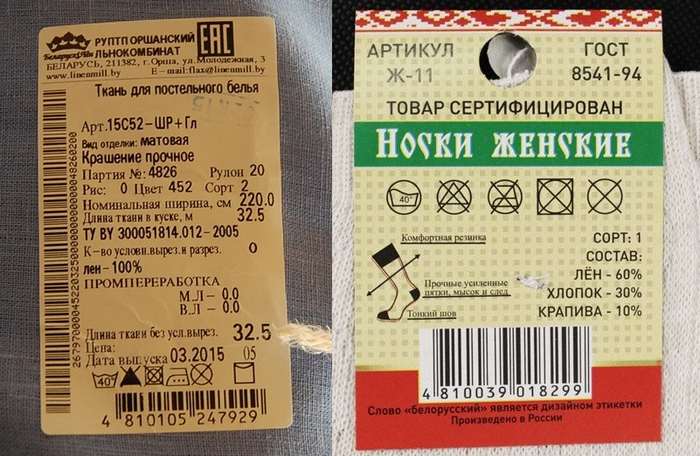 РУПТП ОРШАНСКИЙ
ЛЬНОКОМБИНАТ
ЕАС
БЕЛАРУСЬ, 211382, г. Орша, ул. Молодежная, 3
www.linenmill.by E-mail:flax@linenmill.by
Ткань для постельного белья
Арт.15С52-ШР+Гл
Вид отделки: матовая
Крашение прочное
Партия №: 4826 Рулон 20
Рис: 0 Цвет 452 Сорт 2
Номинальная ширина, см 220.0
Длина ткани в куске, м 32.5
ТУ BY 300051814.012-2005
К-во условн.вырез.и разрез. 0
лен-100%
ПРОМПЕРЕРАБОТКА
М.Л - 0.0
В.Л - 0.0
Длина ткани без усл.вырез. 32.5
Цена:
Дата выпуска 03.2015 05
40°
4 810105 247929
АРТИКУЛ ГОСТ
Ж-11 8541-94
ТОВАР СЕРТИФИЦИРОВАН
НОСКИ ЖЕНСКИЕ
40°
Комфортная резинка
Прочные усиленные
пятки, мысок и след
Тонкий шов
СОРТ: 1
СОСТАВ:
ЛЁН - 60%
ХЛОПОК - 30%
КРАПИВА - 10%
4 810039 018299
Слово «белорусский» является дизайном этикетки
Произведено в России